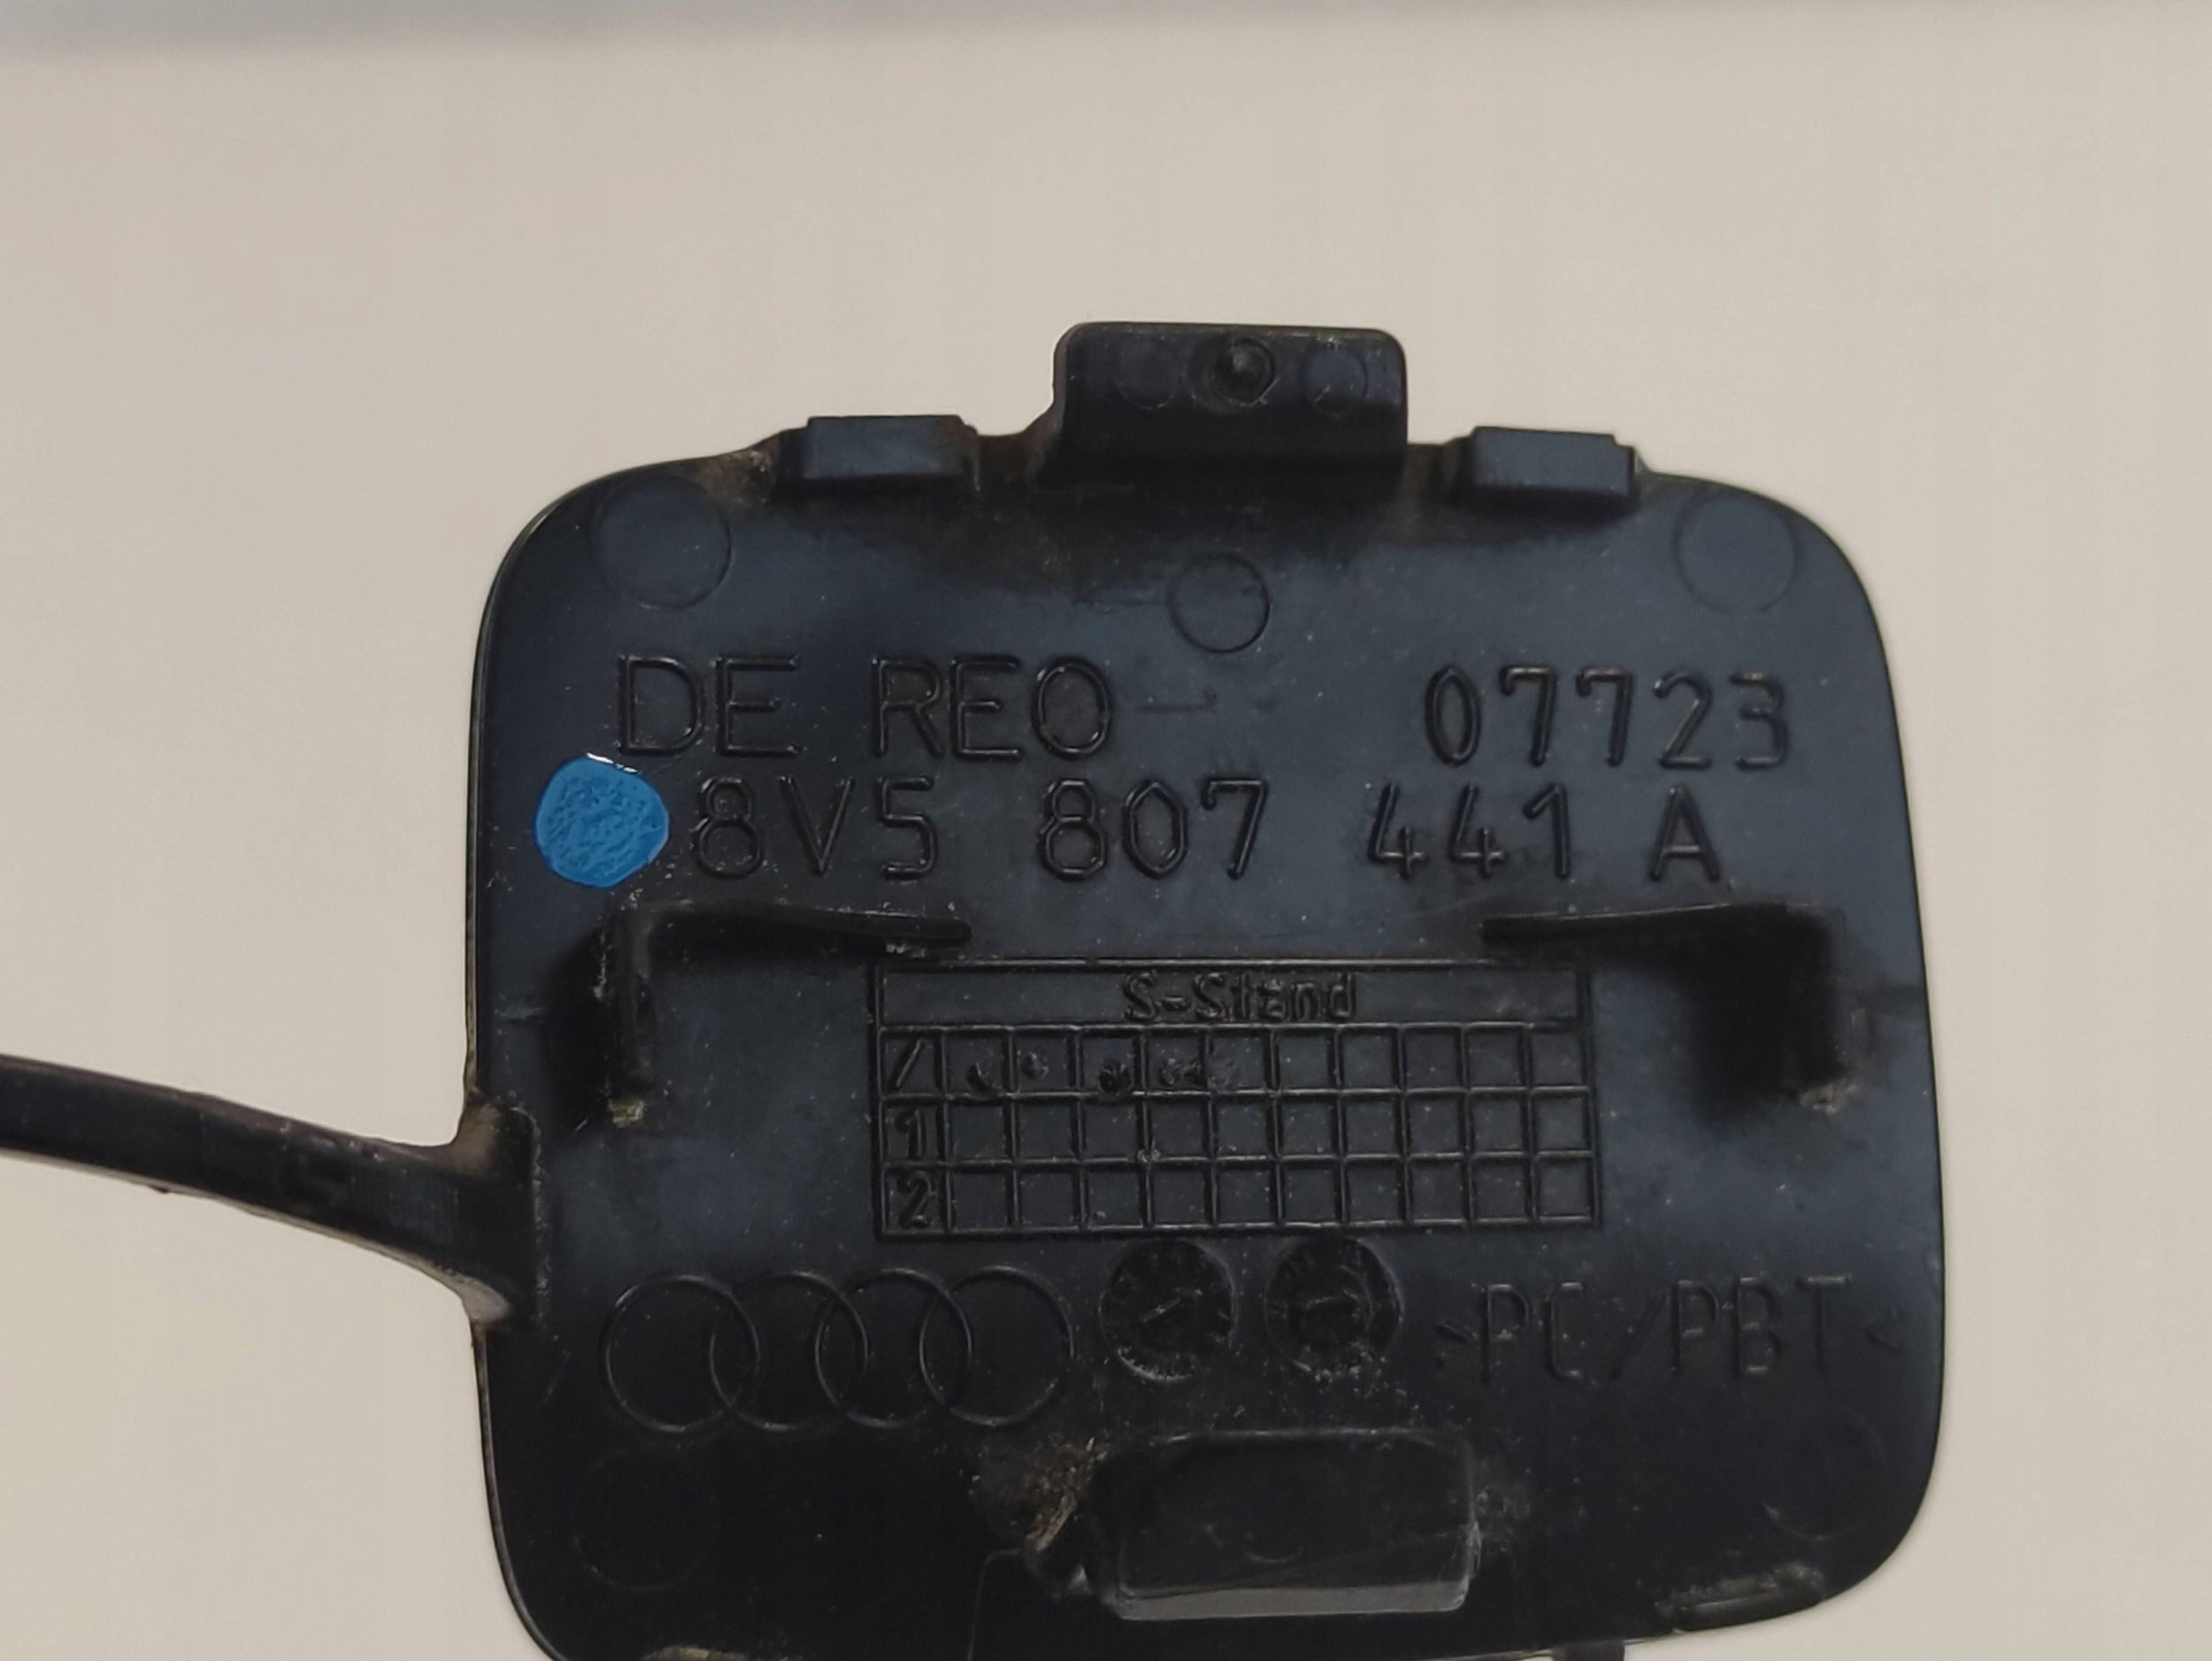 DE REO 07723
8V5 807 441 A
S-Stand
1
2
>PC/PBT<